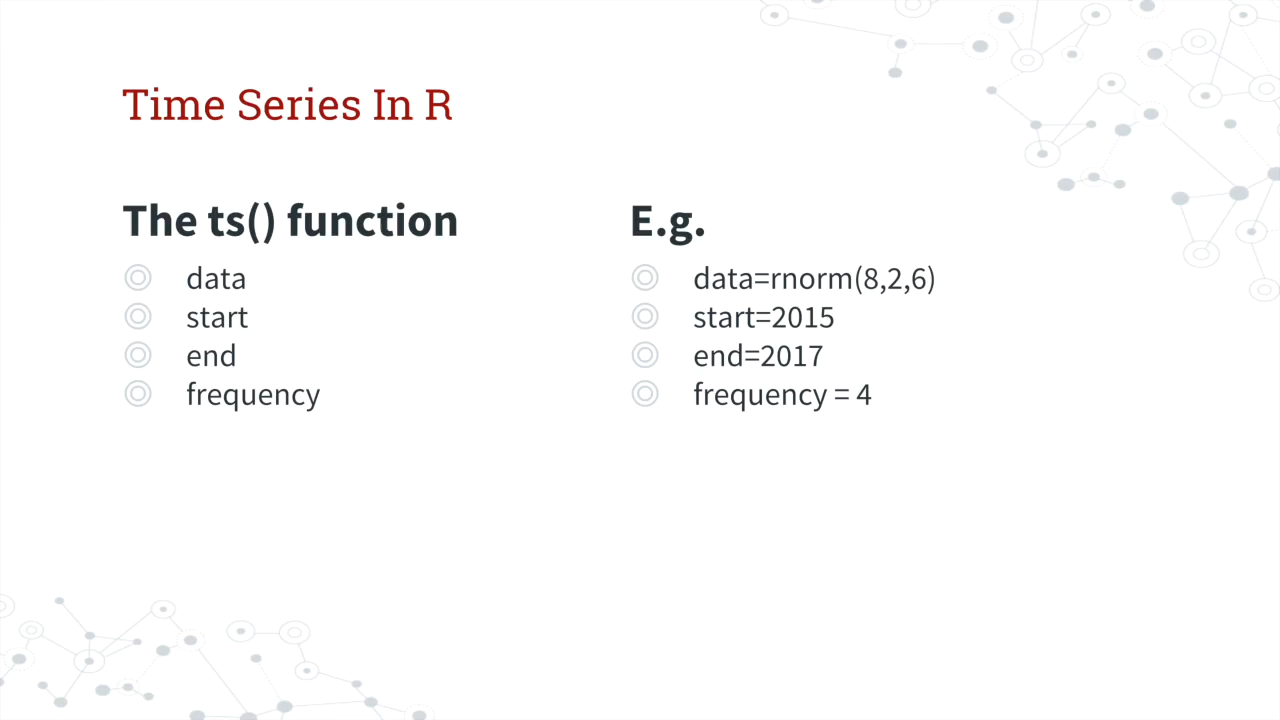 Time Series In R
The ts() function
data
start
end
frequency
E.g.
data=rnorm(8,2,6)
start=2015
end=2017
frequency = 4